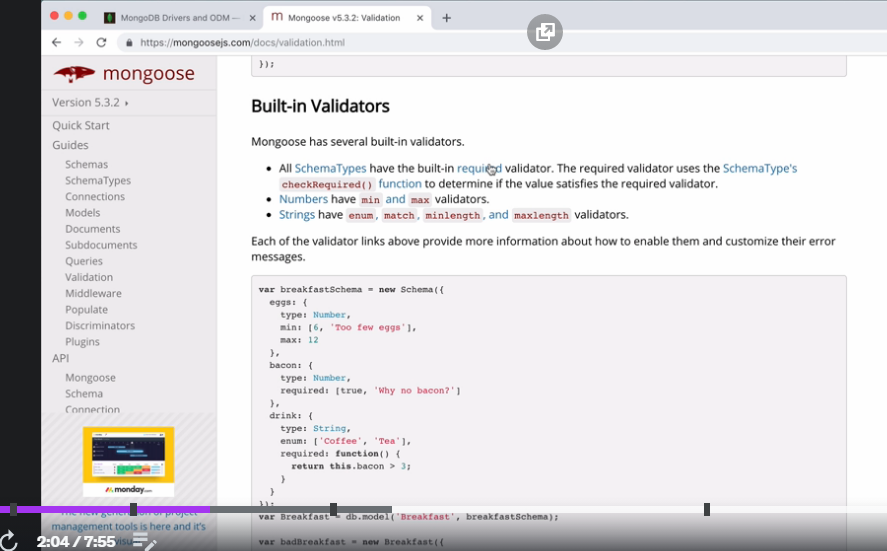 MongoDB Drivers and ODM —
Mongoose v5.3.2: Validation
https://mongoosejs.com/docs/validation.html
mongoose
Version 5.3.2
Quick Start
Guides
Schemas
SchemaTypes
Connections
Models
Documents
Subdocuments
Queries
Validation
Middleware
Populate
Discriminators
Plugins
API
Mongoose
Schema
Connection
monday.com
The new generation of project
management tools is here and it's
});
Built-in Validators
Mongoose has several built-in validators.
All SchemaTypes have the built-in required validator. The required validator uses the SchemaType's
checkRequired() function to determine if the value satisfies the required validator.
Numbers have min and max validators.
Strings have enum, match, minlength, and maxlength validators.
Each of the validator links above provide more information about how to enable them and customize their error
messages.
var breakfastSchema = new Schema({
eggs: {
type: Number,
min: [6, 'Too few eggs'],
max: 12
},
bacon: {
type: Number,
required: [true, 'Why no bacon?']
},
drink: {
type: String,
enum: ['Coffee', 'Tea'],
required: function() {
return this.bacon > 3;
}
}
});
var Breakfast = db.model('Breakfast', breakfastSchema);
var badBreakfast = new Breakfast({
2:04 / 7:55